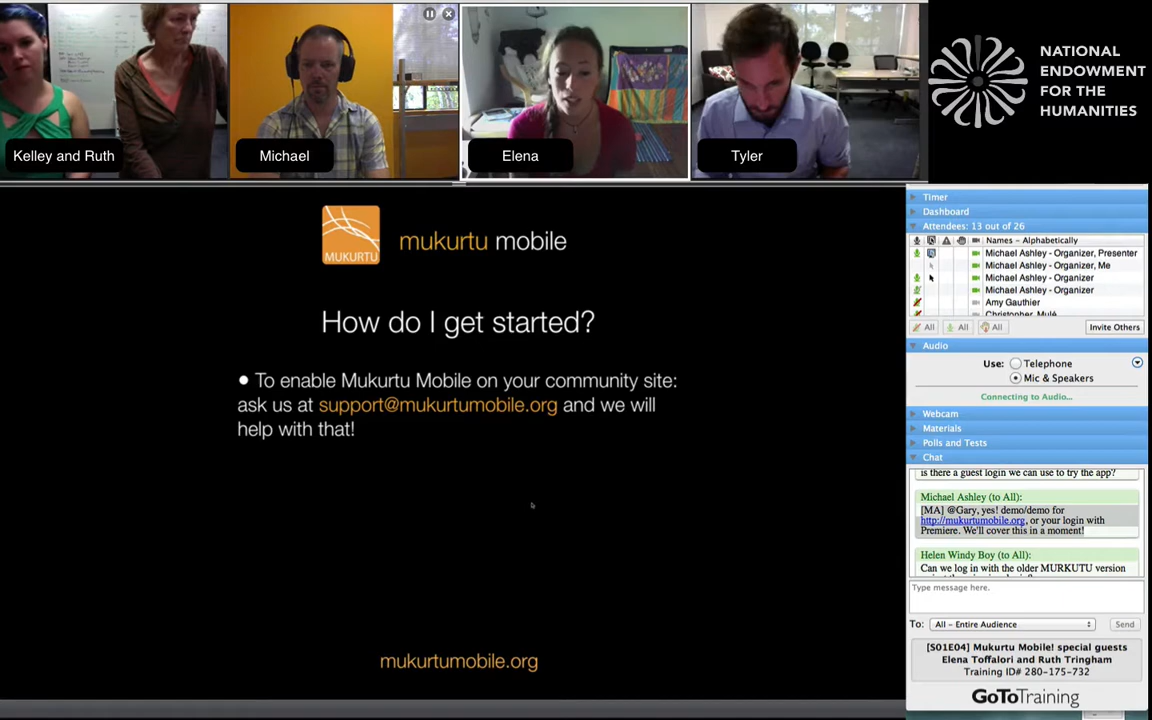 Kelley and Ruth
Michael
Elena
Tyler
NATIONAL
ENDOWMENT
FOR THE
HUMANITIES
MUKURTU
mukurtu mobile
How do I get started?
• To enable Mukurtu Mobile on your community site:
ask us at support@mukurtumobile.org and we will
help with that!
mukurtumobile.org
Timer
Dashboard
Attendees: 13 out of 26
Names - Alphabetically
Michael Ashley - Organizer, Presenter
Michael Ashley - Organizer, Me
Michael Ashley - Organizer
Michael Ashley - Organizer
Amy Gauthier
Christopher, Mulé
All All All Invite Others
Audio
Use: Telephone
Mic & Speakers
Connecting to Audio...
Webcam
Materials
Polls and Tests
Chat
is there a guest login we can use to try the app?
Michael Ashley (to All):
[MA] @Gary, yes! demo/demo for
http://mukurtumobile.org, or your login with
Premiere. We'll cover this in a moment!
Helen Windy Boy (to All):
Can we log in with the older MURKUTU version
Type message here.
To: All - Entire Audience Send
[S01E04] Mukurtu Mobile! special guests
Elena Toffalori and Ruth Tringham
Training ID# 280-175-732
GoToTraining